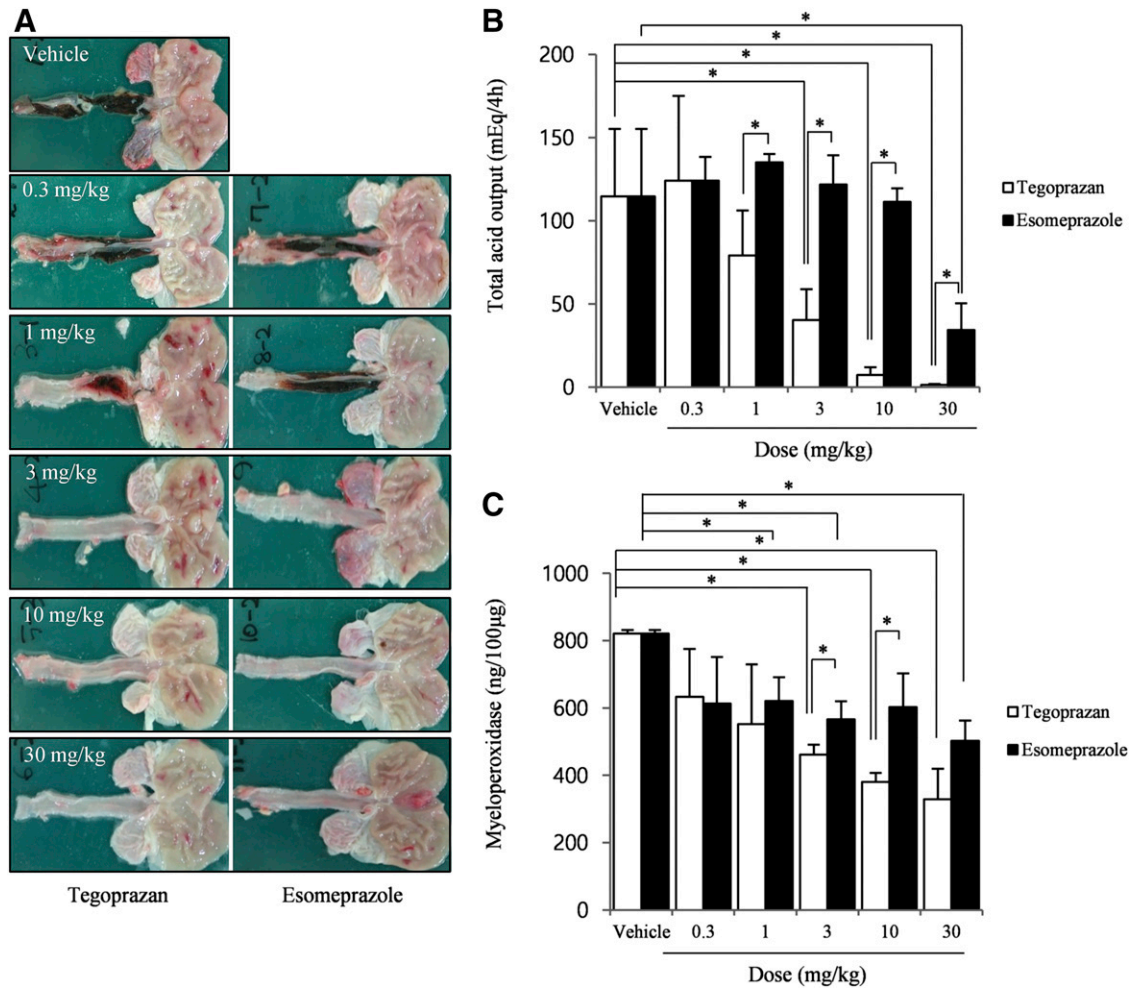 A
Vehicle
0.3 mg/kg
1 mg/kg
3 mg/kg
10 mg/kg
30 mg/kg
Tegoprazan Esomeprazole
B
Total acid output (mEq/4h)
200
150
100
50
0
* * * *
* * * *
Vehicle 0.3 1 3 10 30
Dose (mg/kg)
Tegoprazan
Esomeprazole
C
Myeloperoxidase (ng/100µg)
1000
800
600
400
200
0
* * * * * *
* *
Vehicle 0.3 1 3 10 30
Dose (mg/kg)
Tegoprazan
Esomeprazole